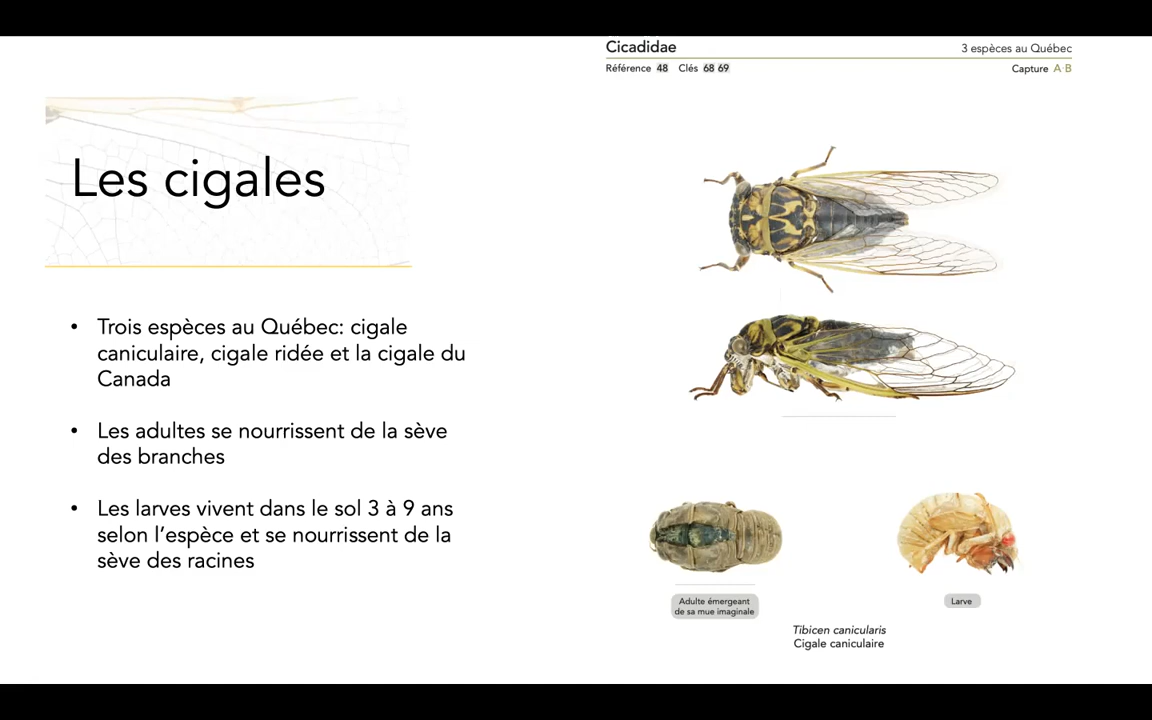 Les cigales
• Trois espèces au Québec: cigale
caniculaire, cigale ridée et la cigale du
Canada
• Les adultes se nourrissent de la sève
des branches
• Les larves vivent dans le sol 3 à 9 ans
selon l’espèce et se nourrissent de la
sève des racines
Cicadidae
3 espèces au Québec
Référence 48 Clés 68 69
Capture A·B
Adulte émergeant
de sa mue imaginale
Larve
Tibicen canicularis
Cigale caniculaire